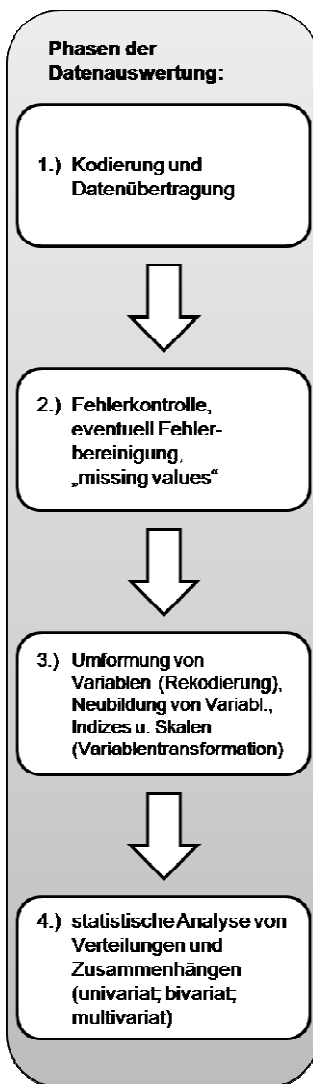 Phasen der
Datenauswertung:
1.) Kodierung und
Datenübertragung
2.) Fehlerkontrolle,
eventuell Fehler-
bereinigung,
„missing values“
3.) Umformung von
Variablen (Rekodierung),
Neubildung von Variabl.,
Indizes u. Skalen
(Variablentransformation)
4.) statistische Analyse von
Verteilungen und
Zusammenhängen
(univariat; bivariat;
multivariat)